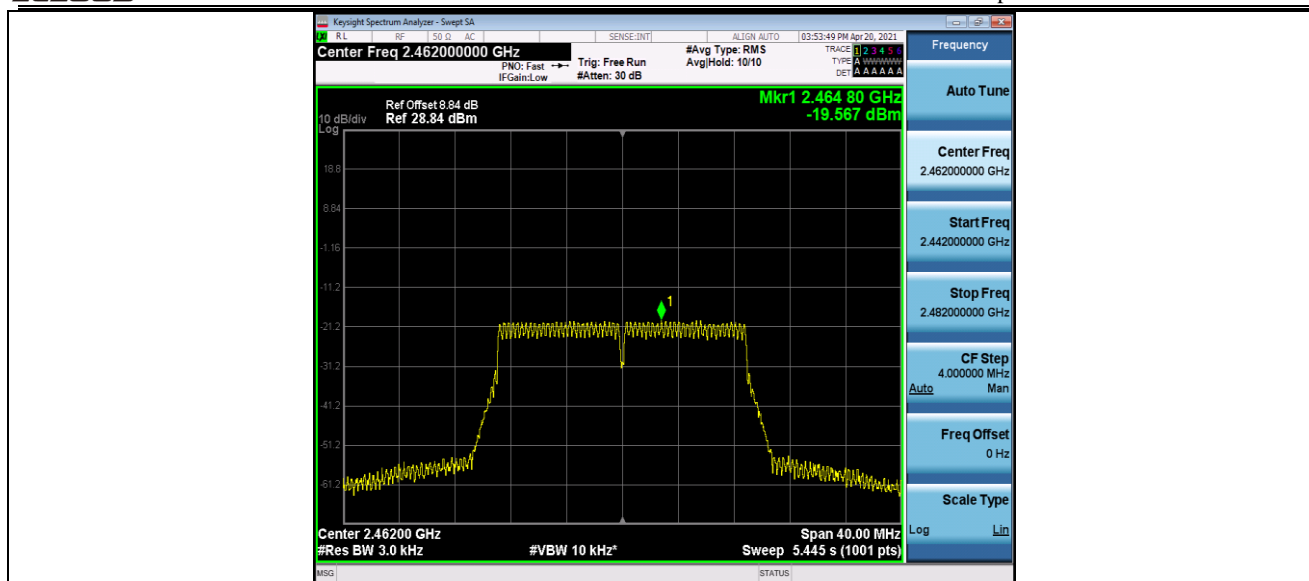 Keysight Spectrum Analyzer - Swept SA
RL RF 50 Ω AC SENSE:INT ALIGN AUTO 03:53:49 PM Apr 20, 2021
Center Freq 2.462000000 GHz
PNO: Fast
IFGain:Low
Trig: Free Run
#Atten: 30 dB
#Avg Type: RMS
Avg|Hold: 10/10
TRACE 1 2 3 4 5 6
TYPE A WWWWW
DET A A A A A A
Ref Offset 8.84 dB
10 dB/div Ref 28.84 dBm
Log
Mkr1 2.464 80 GHz
-19.567 dBm
18.8
8.84
-1.16
-11.2
-21.2
-31.2
-41.2
-51.2
-61.2
1
Center 2.46200 GHz Span 40.00 MHz
#Res BW 3.0 kHz #VBW 10 kHz* Sweep 5.445 s (1001 pts)
MSG STATUS
Frequency
Auto Tune
Center Freq
2.462000000 GHz
Start Freq
2.442000000 GHz
Stop Freq
2.482000000 GHz
CF Step
4.000000 MHz
Auto Man
Freq Offset
0 Hz
Scale Type
Log Lin